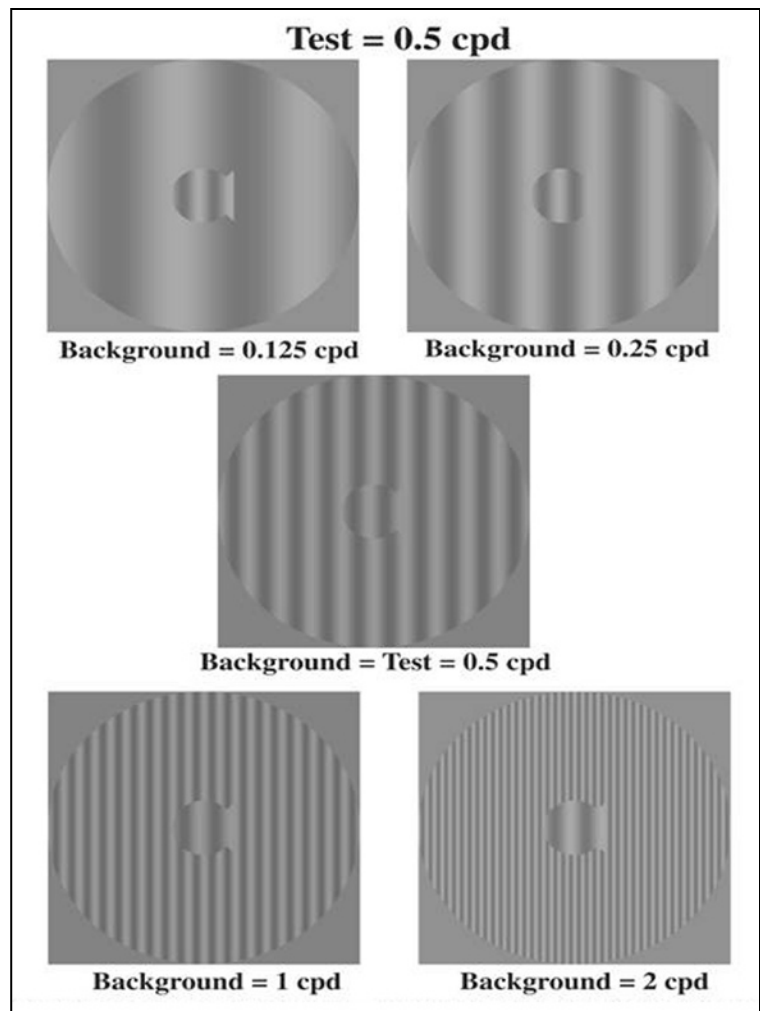 Test = 0.5 cpd
Background = 0.125 cpd
Background = 0.25 cpd
Background = Test = 0.5 cpd
Background = 1 cpd
Background = 2 cpd